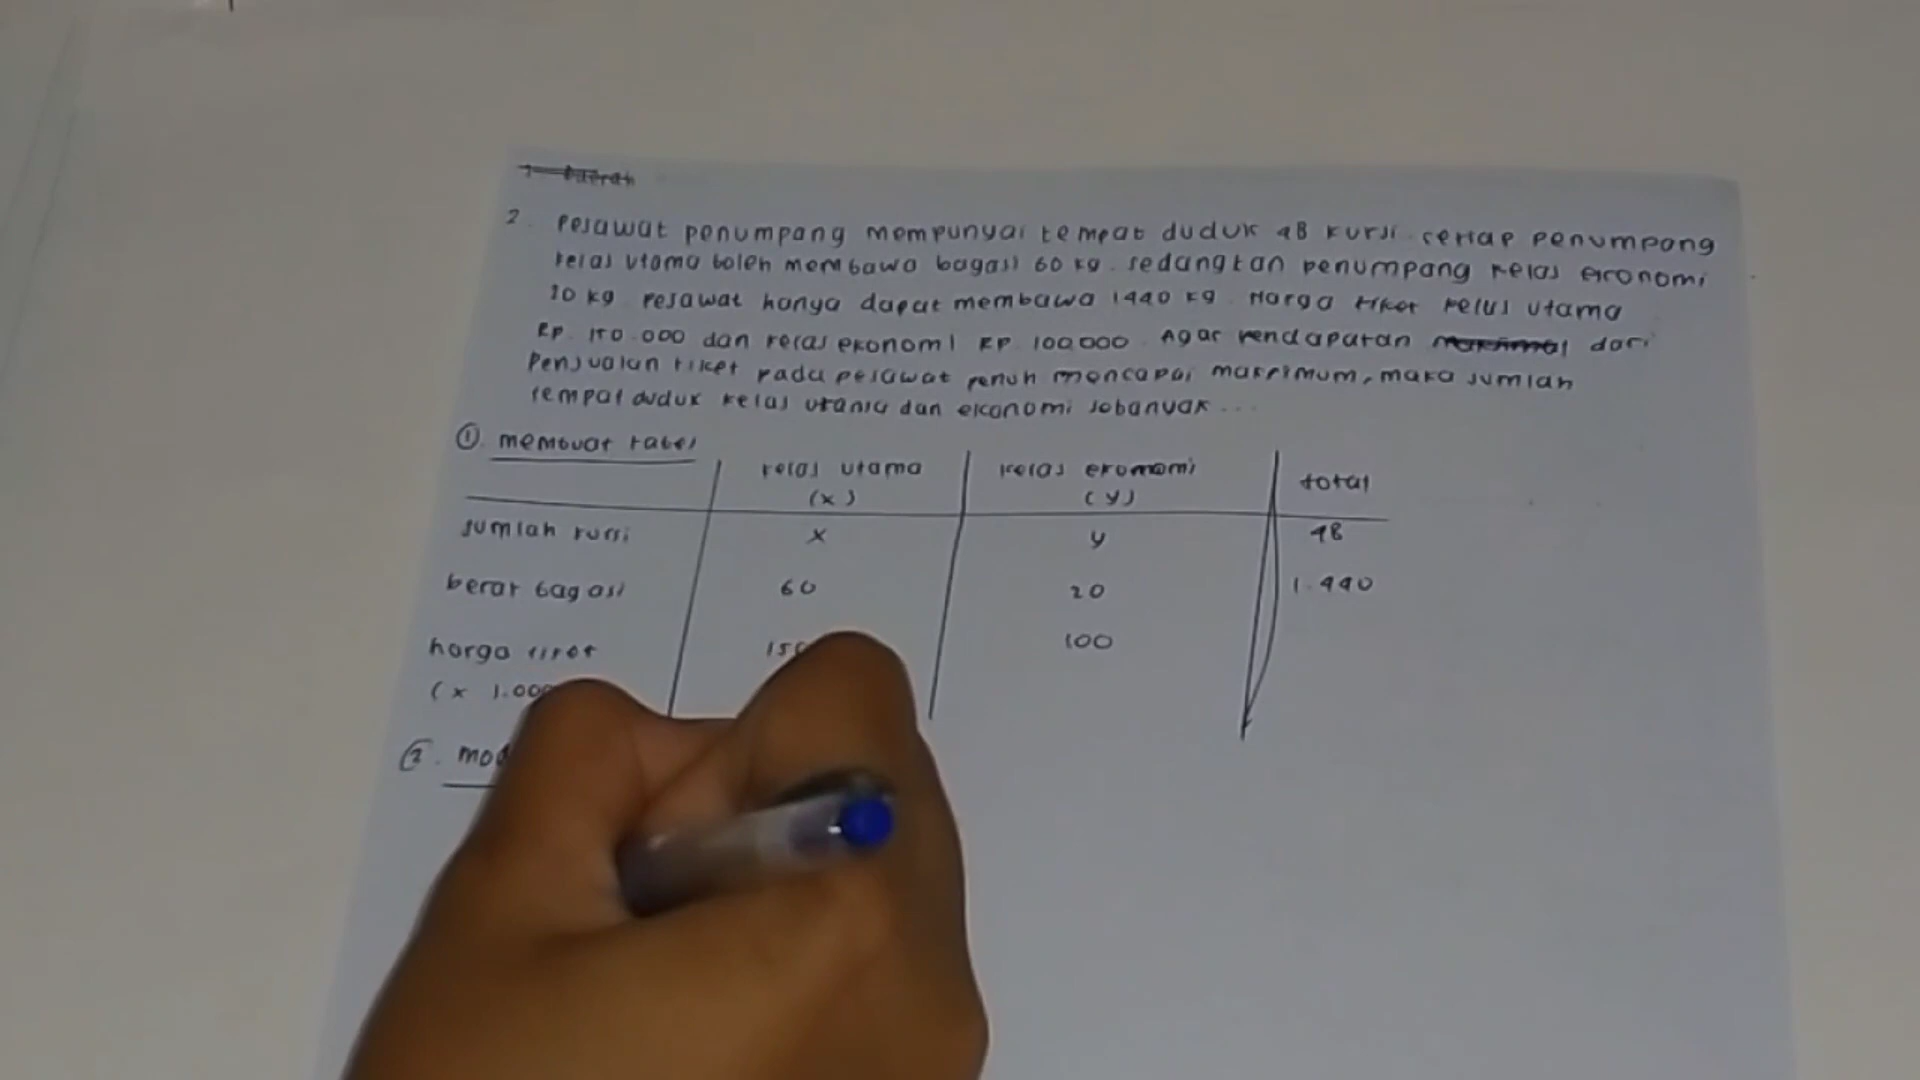 2. Pesawat penumpang mempunyai tempat duduk 48 kursi. setiap penumpang
kelas utama boleh membawa bagasi 60 kg. sedangkan penumpang kelas ekonomi
20 kg. pesawat hanya dapat membawa 1440 kg. Harga tiket kelas utama
RP. 150.000 dan kelas ekonomi RP. 100.000. Agar pendapatan dari
Penjualan tiket pada pesawat penuh mencapai maksimum, maka jumlah
tempat duduk kelas utama dan ekonomi sebanyak ...
① membuat tabel
kelas utama kelas ekonomi total
(x) (y)
jumlah kursi x y 48
berat bagasi 60 20 1.440
harga tiket 100
(x 1.000
②.